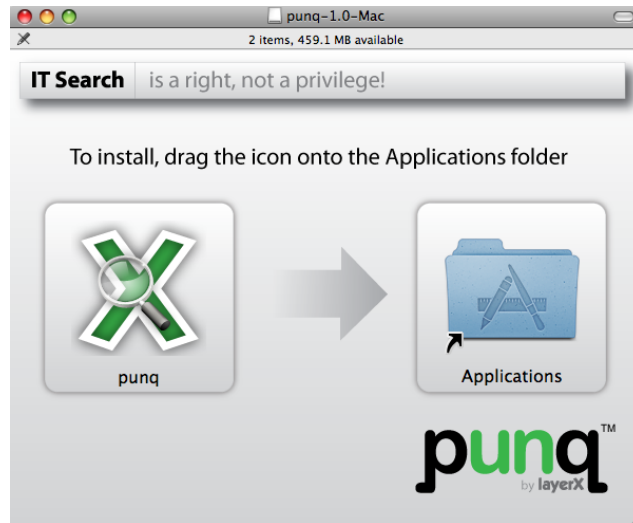 punq-1.0-Mac
2 items, 459.1 MB available
IT Search is a right, not a privilege!
To install, drag the icon onto the Applications folder
punq
Applications
punq™
by layerX